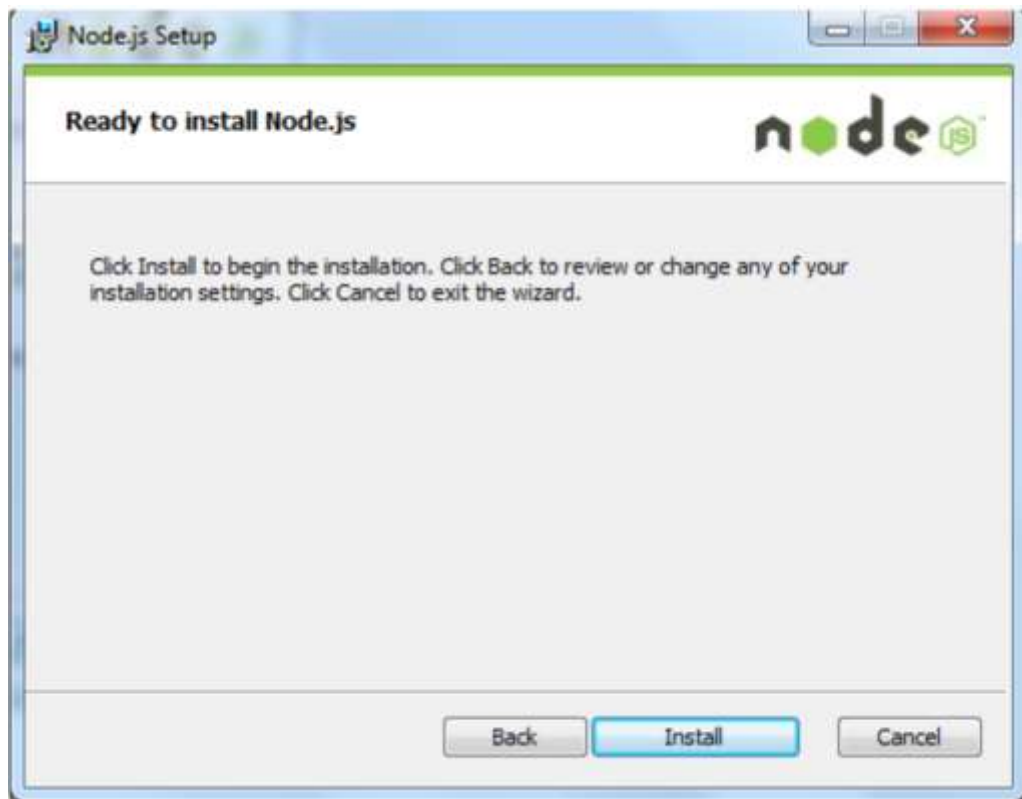 Node.js Setup
Ready to install Node.js
node JS™
Click Install to begin the installation. Click Back to review or change any of your
installation settings. Click Cancel to exit the wizard.
Back Install Cancel